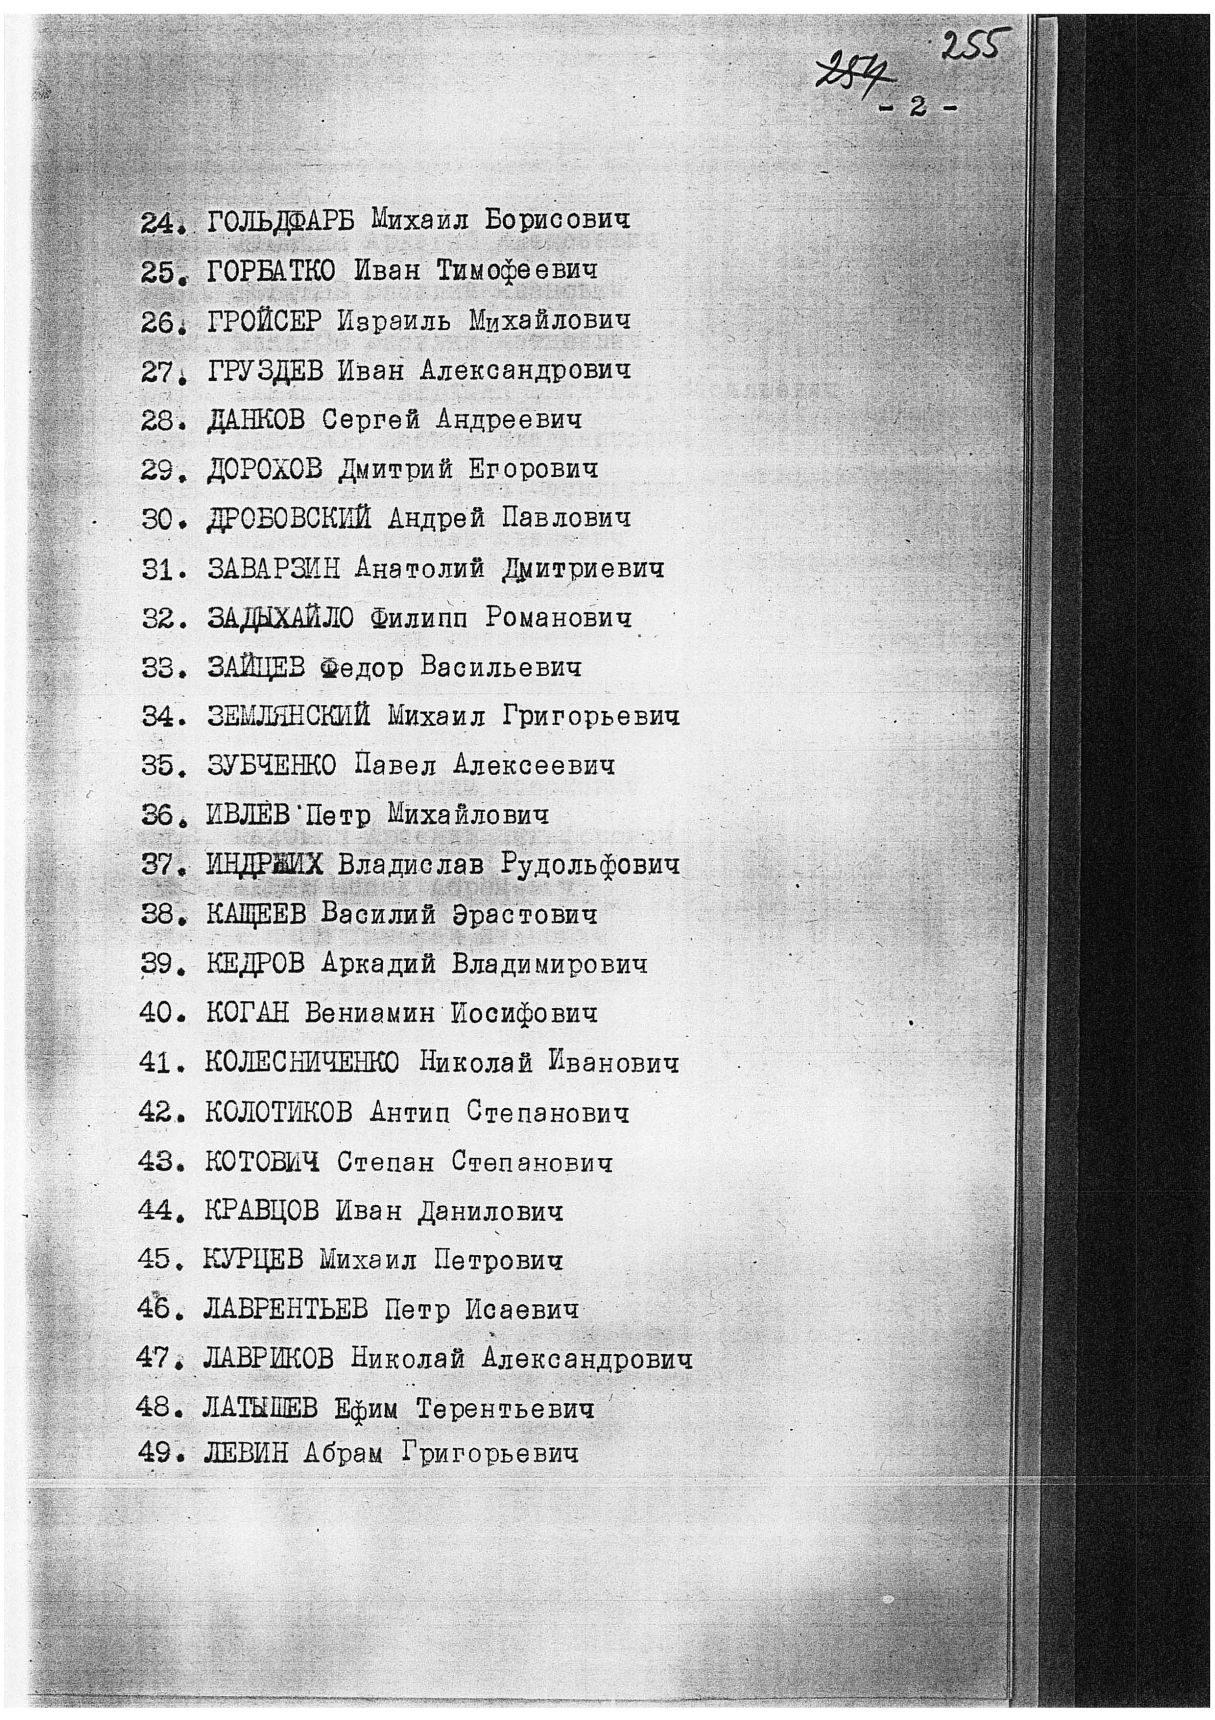 255
254
- 2 -
24. ГОЛЬДФАРБ Михаил Борисович
25. ГОРБАТКО Иван Тимофеевич
26. ГРОЙСЕР Израиль Михайлович
27. ГРУЗДЕВ Иван Александрович
28. ДАНКОВ Сергей Андреевич
29. ДОРОХОВ Дмитрий Егорович
30. ДРОБОВСКИЙ Андрей Павлович
31. ЗАВАРЗИН Анатолий Дмитриевич
32. ЗАДЫХАЙЛО Филипп Романович
33. ЗАЙЦЕВ Федор Васильевич
34. ЗЕМЛЯНСКИЙ Михаил Григорьевич
35. ЗУБЧЕНКО Павел Алексеевич
36. ИВЛЕВ Петр Михайлович
37. ИНДРЖИХ Владислав Рудольфович
38. КАЩЕЕВ Василий Эрастович
39. КЕДРОВ Аркадий Владимирович
40. КОГАН Вениамин Иосифович
41. КОЛЕСНИЧЕНКО Николай Иванович
42. КОЛОТИКОВ Антип Степанович
43. КОТОВИЧ Степан Степанович
44. КРАВЦОВ Иван Данилович
45. КУРЦЕВ Михаил Петрович
46. ЛАВРЕНТЬЕВ Петр Исаевич
47. ЛАВРИКОВ Николай Александрович
48. ЛАТЫШЕВ Ефим Терентьевич
49. ЛЕВИН Абрам Григорьевич